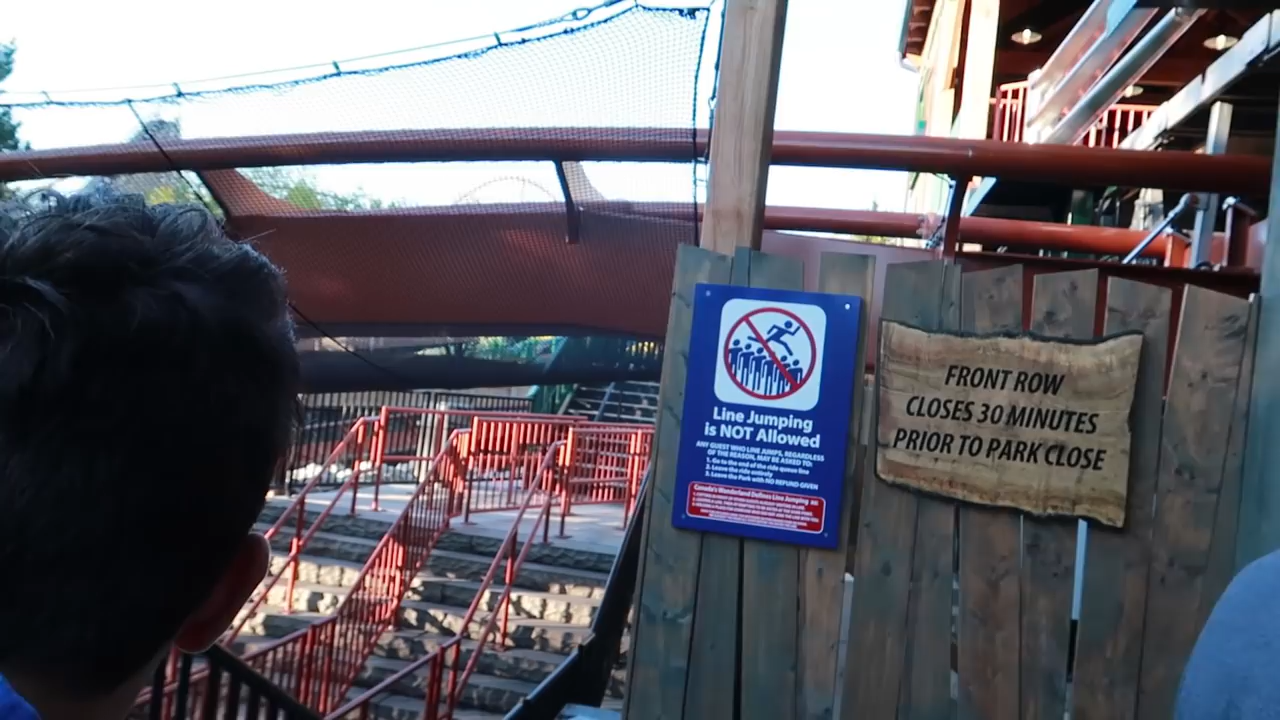 Line Jumping
is NOT Allowed
ANY GUEST WHO LINE JUMPS, REGARDLESS
OF THE REASON, MAY BE ASKED TO:
1. Go to the end of the ride queue line
2. Leave the ride entirely
3. Leave the Park with NO REFUND GIVEN
Canada's Wonderland Defines Line Jumping AS:
FRONT ROW
CLOSES 30 MINUTES
PRIOR TO PARK CLOSE